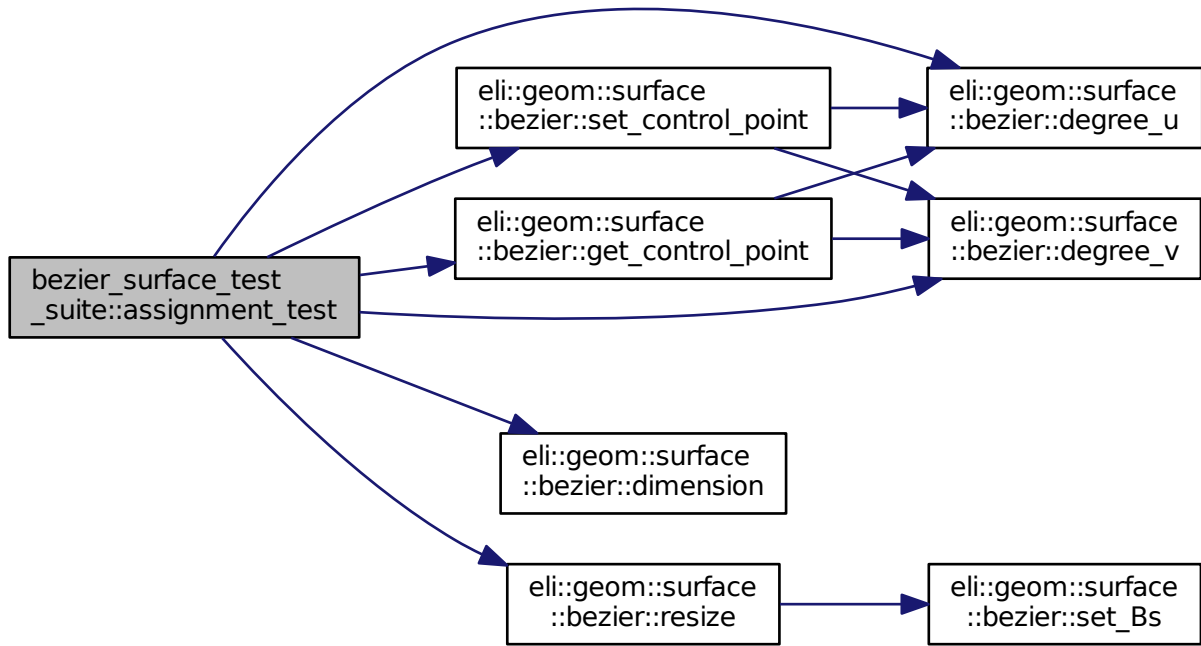 eli::geom::surface
::bezier::set_control_point
eli::geom::surface
::bezier::degree_u
eli::geom::surface
::bezier::get_control_point
eli::geom::surface
::bezier::degree_v
bezier_surface_test
_suite::assignment_test
eli::geom::surface
::bezier::dimension
eli::geom::surface
::bezier::resize
eli::geom::surface
::bezier::set_Bs